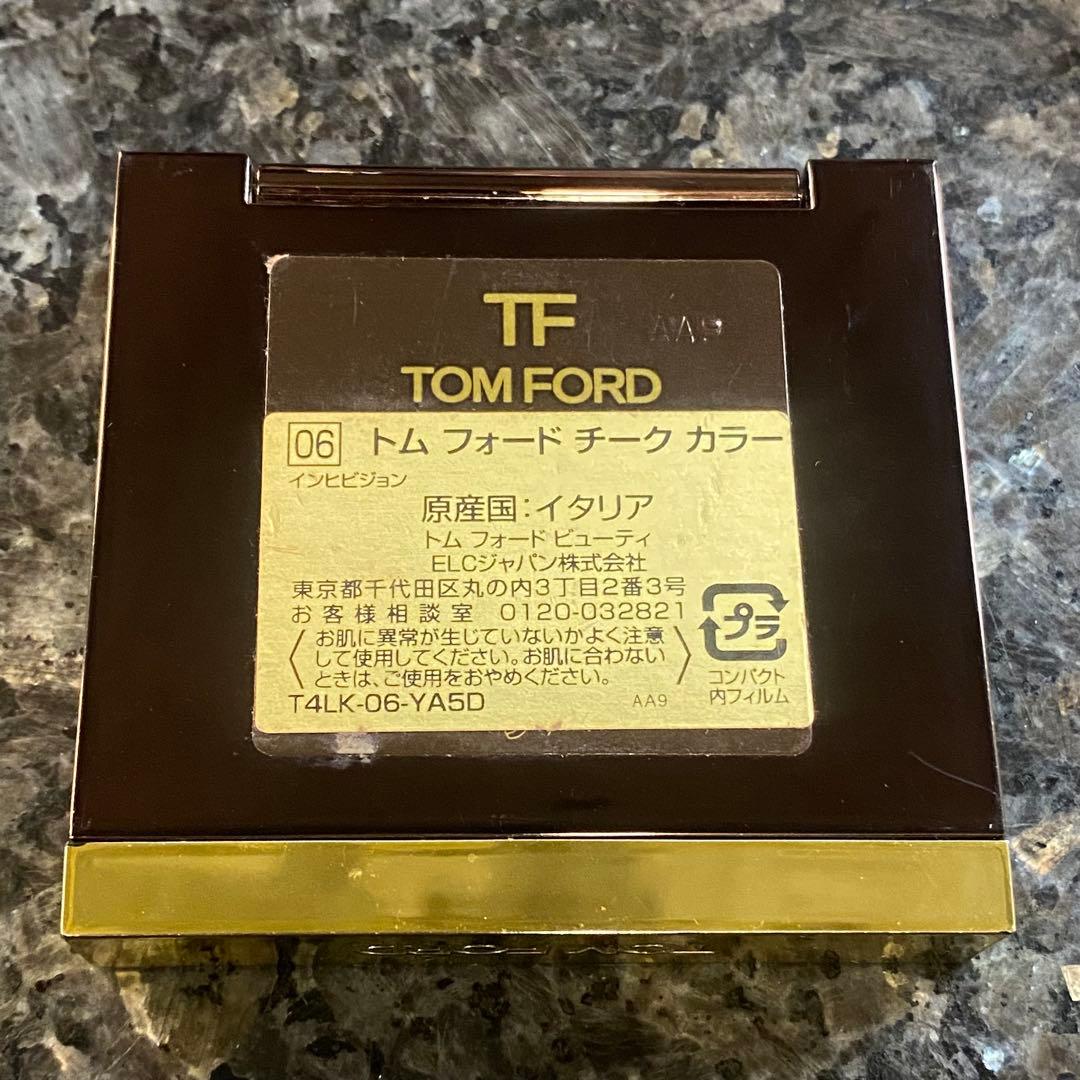 TF
AA9
TOM FORD
06 トム フォード チーク カラー
インヒビジョン
原産国:イタリア
トム フォード ビューティ
ELCジャパン株式会社
東京都千代田区丸の内3丁目2番3号
お客様相談室 0120-032821
お肌に異常が生じていないかよく注意
して使用してください。お肌に合わない
ときは、ご使用をおやめください。
プラ
コンパクト
内フィルム
T4LK-06-YA5D
AA9